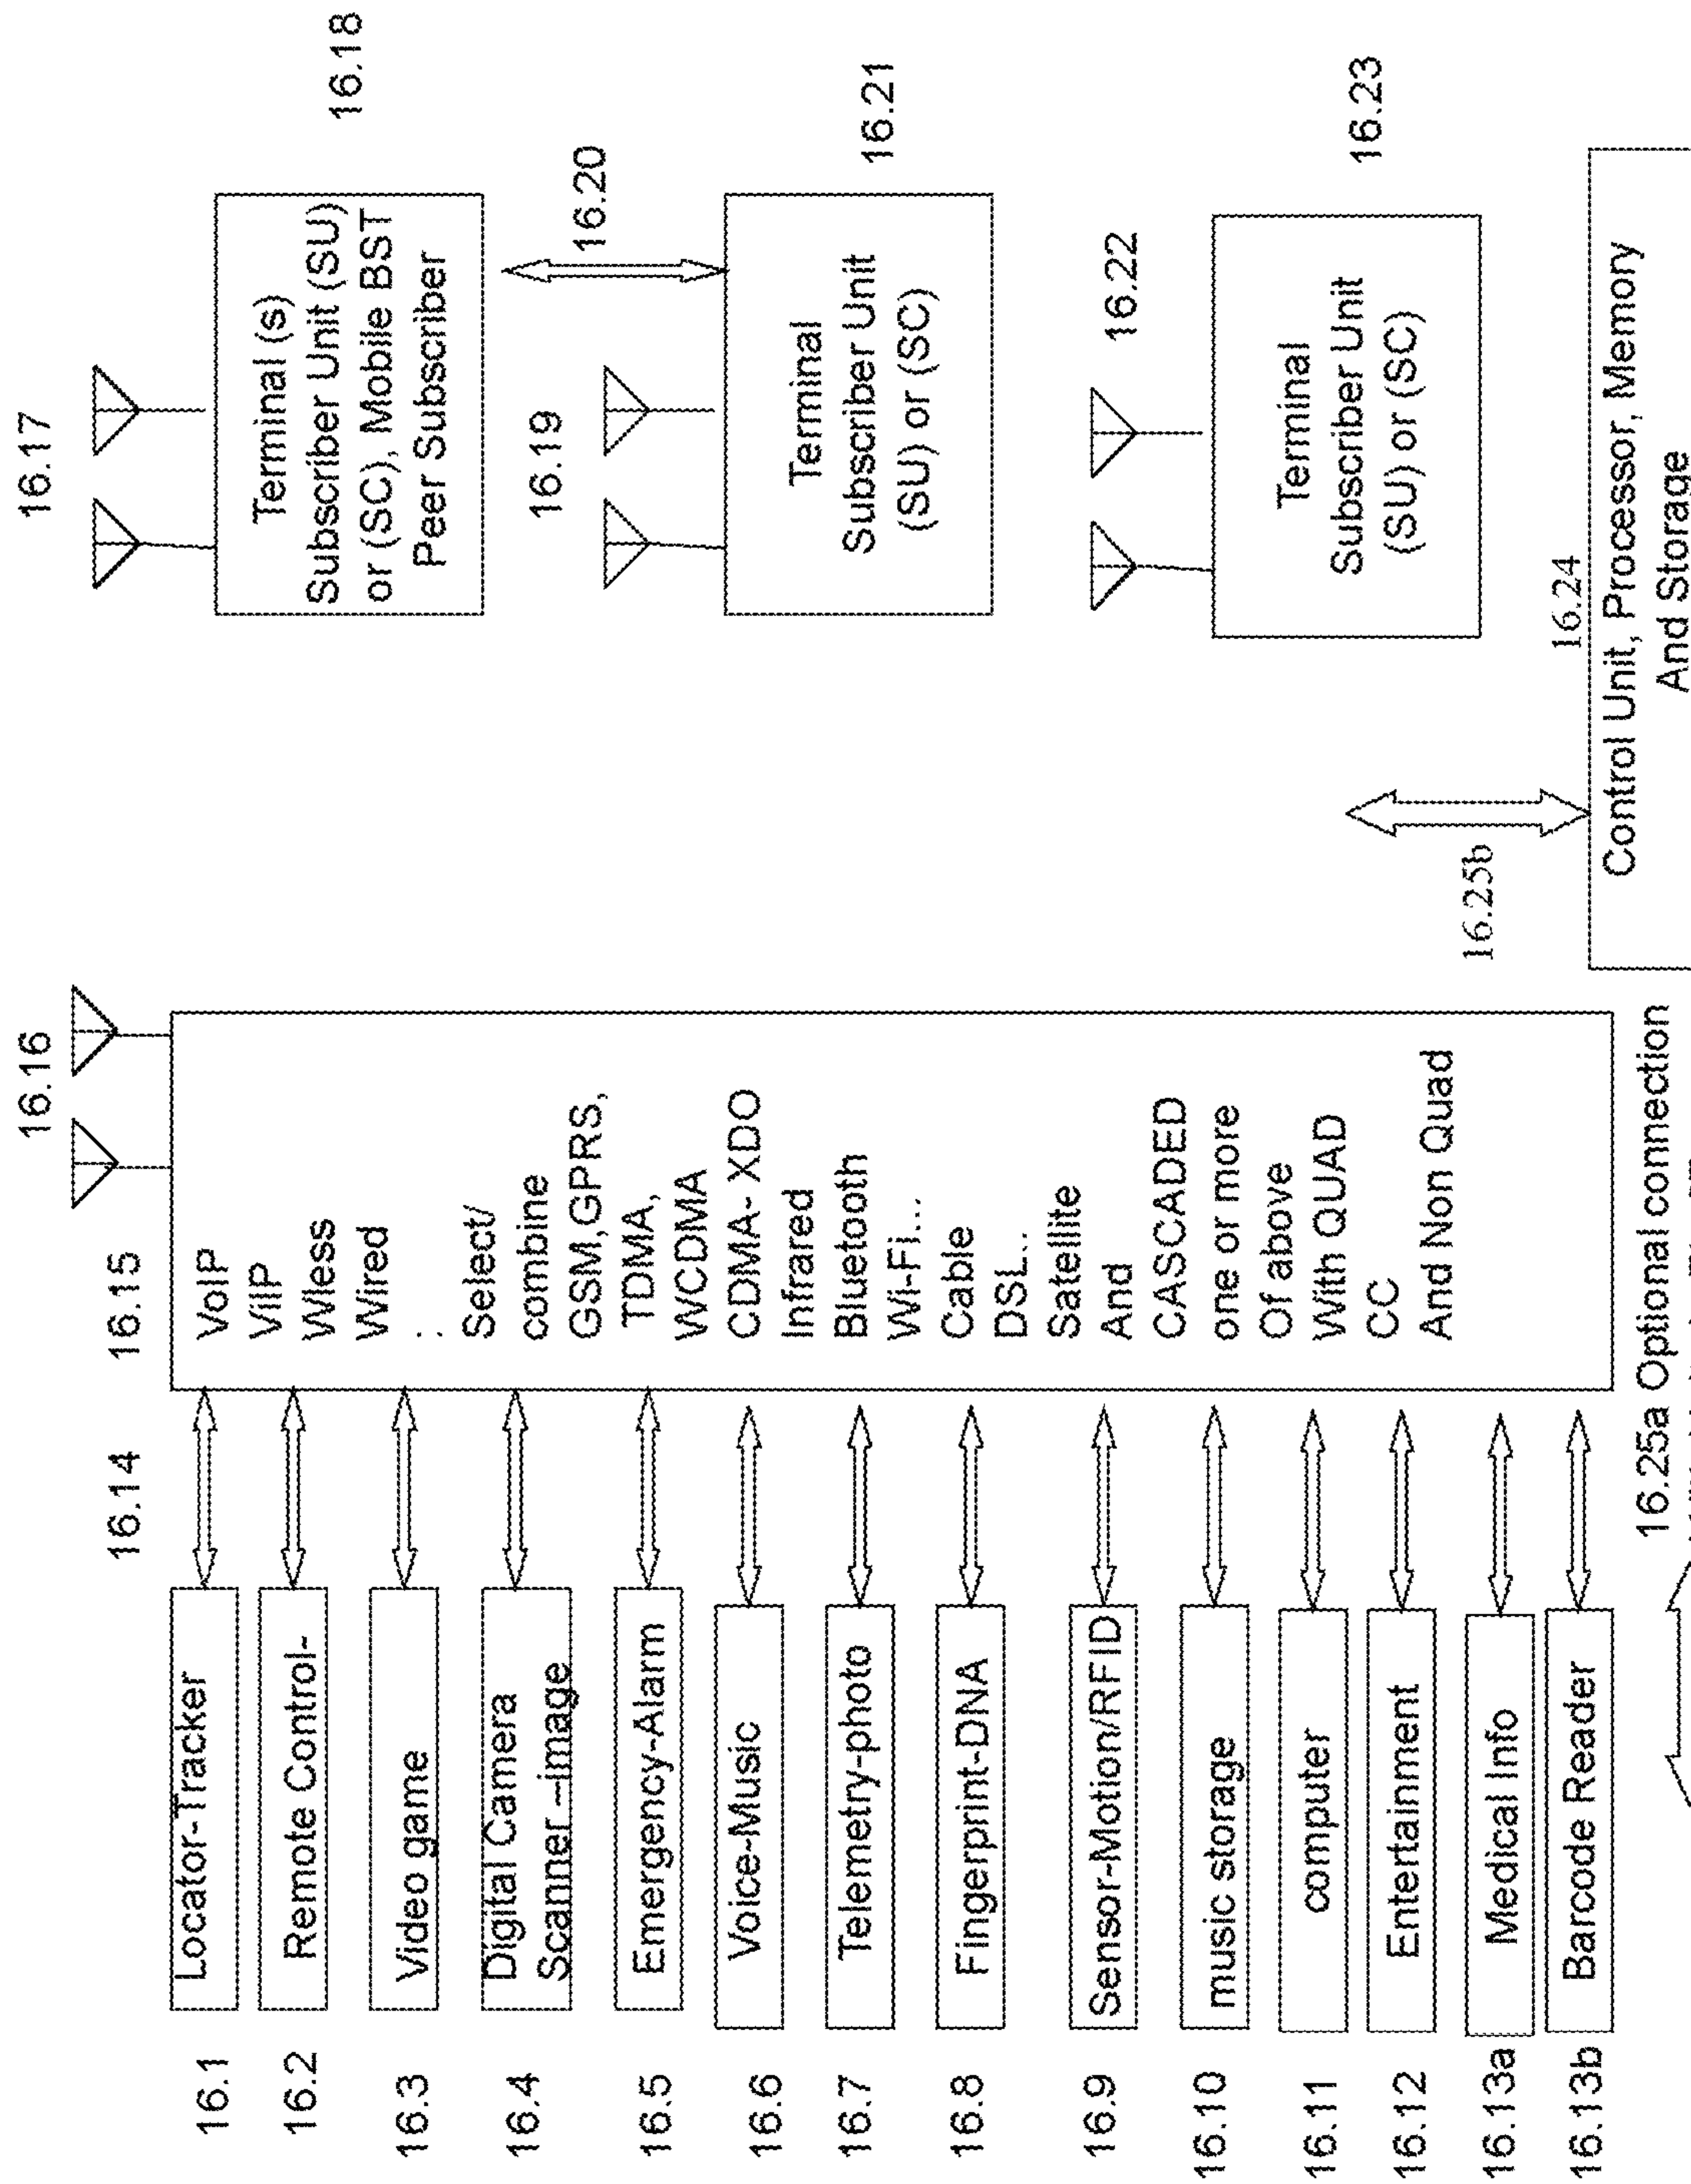 16.1
Locator-Tracker
16.2
Remote Control-
16.3
Video game
16.4
Digital Camera
Scanner –image
16.5
Emergency-Alarm
16.6
Voice-Music
16.7
Telemetry-photo
16.8
Fingerprint-DNA
16.9
Sensor-Motion/RFID
16.10
music storage
16.11
computer
16.12
Entertainment
16.13a
Medical Info
16.13b
Barcode Reader
16.14
16.15
16.16
VoIP
ViIP
Wless
Wired
:
Select/
combine
GSM,GPRS,
TDMA,
WCDMA
CDMA- XDO
Infrared
Bluetooth
Wi-Fi...
Cable
DSL..
Satellite
And
CASCADED
one or more
Of above
With QUAD
CC
And Non Quad
16.25a Optional connection
16.17
Terminal (s)
Subscriber Unit (SU)
or (SC), Mobile BST
Peer Subscriber
16.18
16.19
16.20
Terminal
Subscriber Unit
(SU) or (SC)
16.21
16.22
Terminal
Subscriber Unit
(SU) or (SC)
16.23
16.25b
16.24
Control Unit, Processor, Memory
And Storage